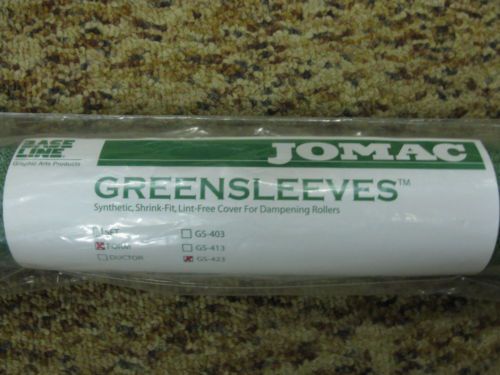 BASE
LINE
Graphic Arts Products
JOMAC
GREENSLEEVES™
Synthetic, Shrink-Fit, Lint-Free Cover For Dampening Rollers
GS-403
FORM
GS-413
DUCTOR
GS-423